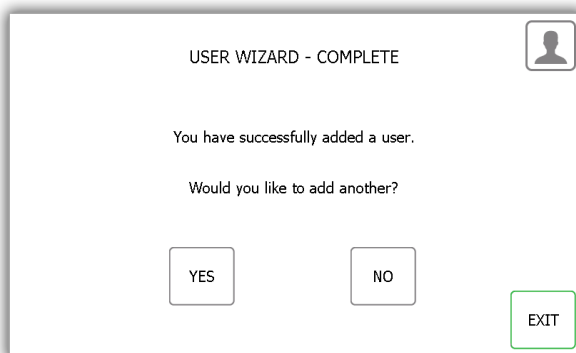 USER WIZARD - COMPLETE
You have successfully added a user.
Would you like to add another?
YES
NO
EXIT